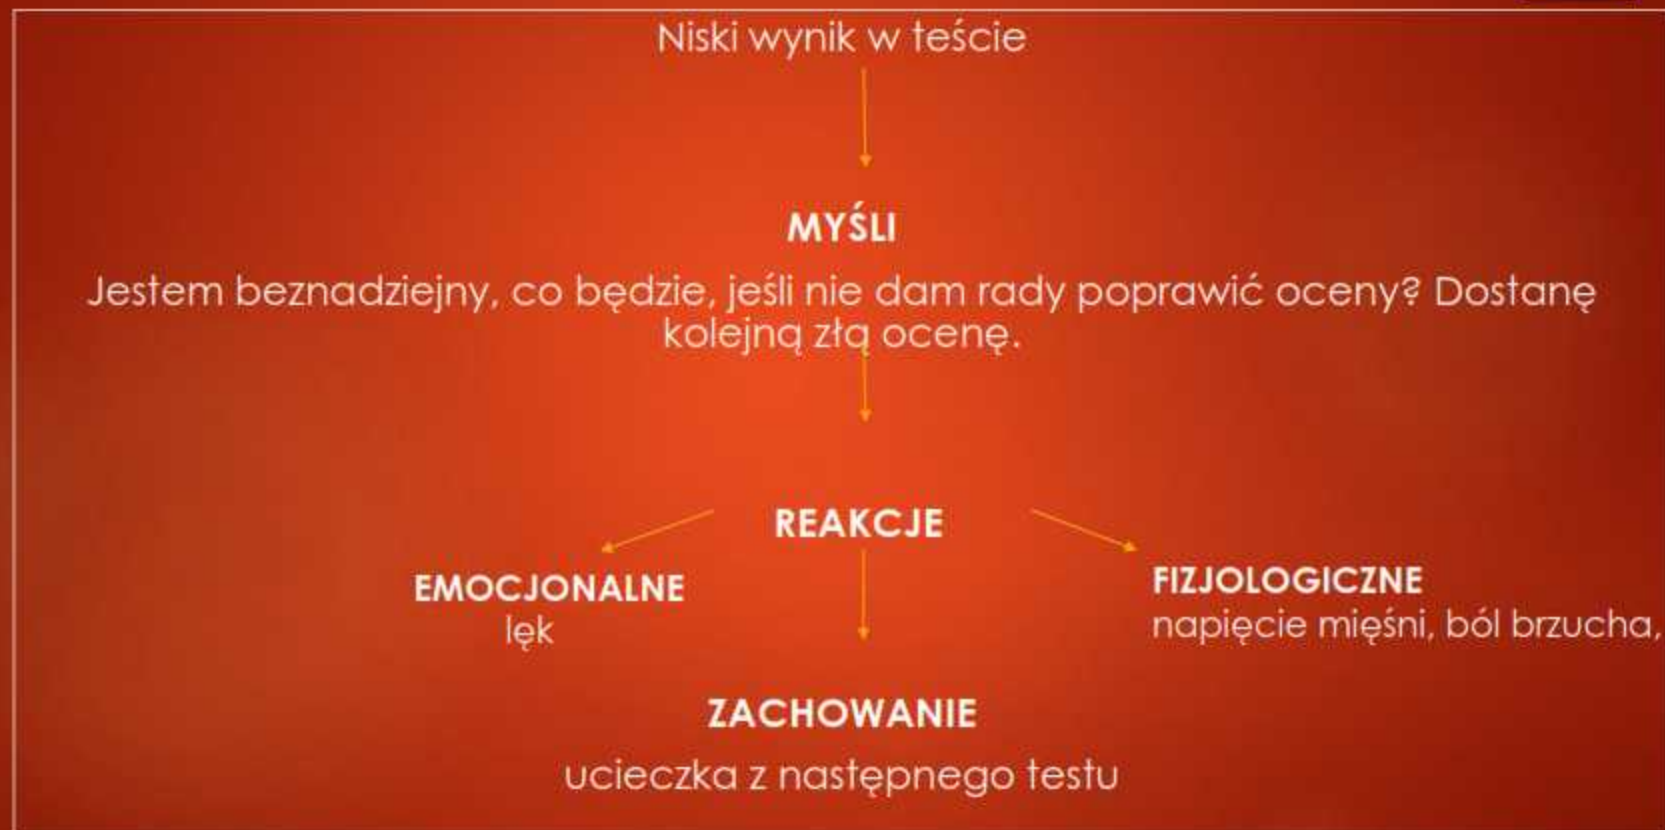 Niski wynik w teście
MYŚLI
Jestem beznadziejny, co będzie, jeśli nie dam rady poprawić oceny? Dostanę
kolejną złą ocenę.
REAKCJE
EMOCJONALNE
lęk
FIZJOLOGICZNE
napięcie mięśni, ból brzucha,
ZACHOWANIE
ucieczka z następnego testu